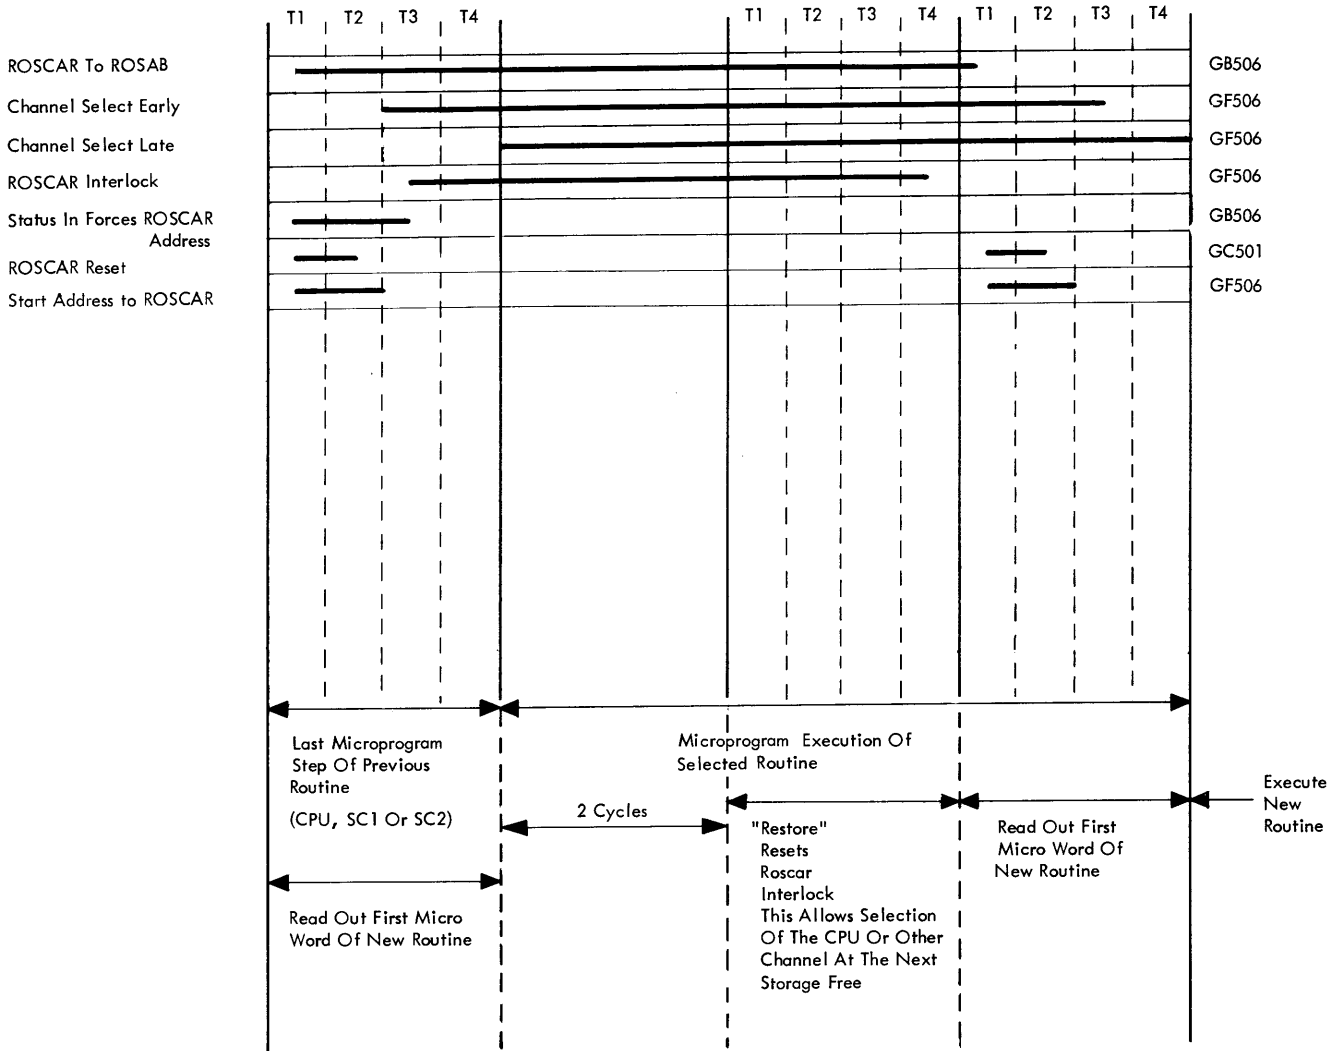 T1 T2 T3 T4 T1 T2 T3 T4 T1 T2 T3 T4
ROSCAR To ROSAB GB506
Channel Select Early GF506
Channel Select Late GF506
ROSCAR Interlock GF506
Status In Forces ROSCAR GB506
Address
ROSCAR Reset GC501
Start Address to ROSCAR GF506
Last Microprogram
Step Of Previous
Routine
(CPU, SC1 Or SC2)
Microprogram Execution Of
Selected Routine
2 Cycles
"Restore"
Resets
Roscar
Interlock
This Allows Selection
Of The CPU Or Other
Channel At The Next
Storage Free
Read Out First
Micro Word Of
New Routine
Execute
New
Routine
Read Out First Micro
Word Of New Routine